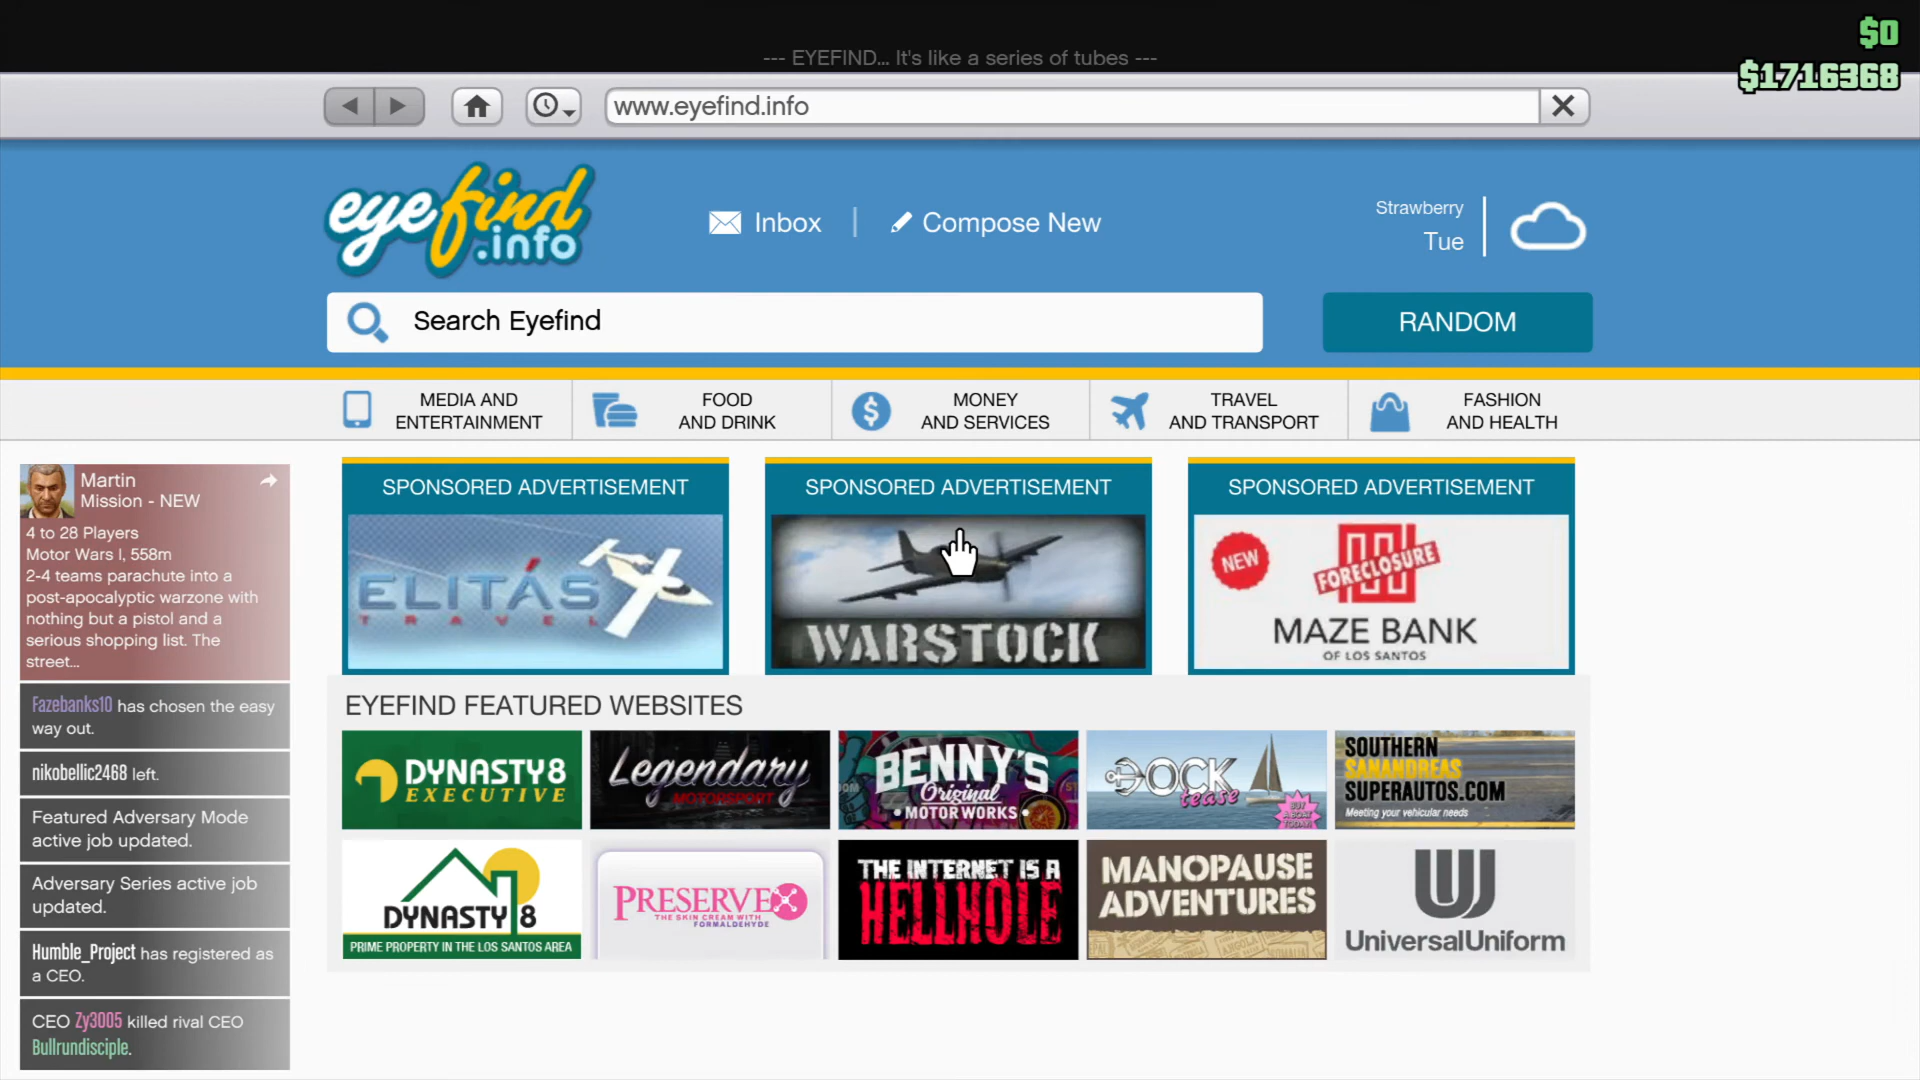 $0
--- EYEFIND... It's like a series of tubes ---
$1716368
www.eyefind.info
eyefind
.info
Inbox
Compose New
Strawberry
Tue
Search Eyefind
RANDOM
MEDIA AND
ENTERTAINMENT
FOOD
AND DRINK
MONEY
AND SERVICES
TRAVEL
AND TRANSPORT
FASHION
AND HEALTH
Martin
Mission - NEW
4 to 28 Players
Motor Wars I, 558m
2-4 teams parachute into a
post-apocalyptic warzone with
nothing but a pistol and a
serious shopping list. The
street...
Fazebanks10 has chosen the easy
way out.
nikobellic2468 left.
Featured Adversary Mode
active job updated.
Adversary Series active job
updated.
Humble_Project has registered as
a CEO.
CEO Zy3005 killed rival CEO
Bullrundisciple.
SPONSORED ADVERTISEMENT
ELITÁS
TRAVEL
SPONSORED ADVERTISEMENT
WARSTOCK
SPONSORED ADVERTISEMENT
NEW
FORECLOSURE
MAZE BANK
OF LOS SANTOS
EYEFIND FEATURED WEBSITES
DYNASTY8
EXECUTIVE
Legendary
MOTORSPORT
BENNY'S
Original
• MOTOR WORKS •
DOCK
tease
BUY
A BOAT
TODAY!
SOUTHERN
SANANDREAS
SUPERAUTOS.COM
Meeting your vehicular needs
DYNASTY 8
PRIME PROPERTY IN THE LOS SANTOS AREA
PRESERVEX
THE SKIN CREAM WITH
FORMALDEHYDE
THE INTERNET IS A
HELLHOLE
MANOPAUSE
ADVENTURES
UniversalUniform